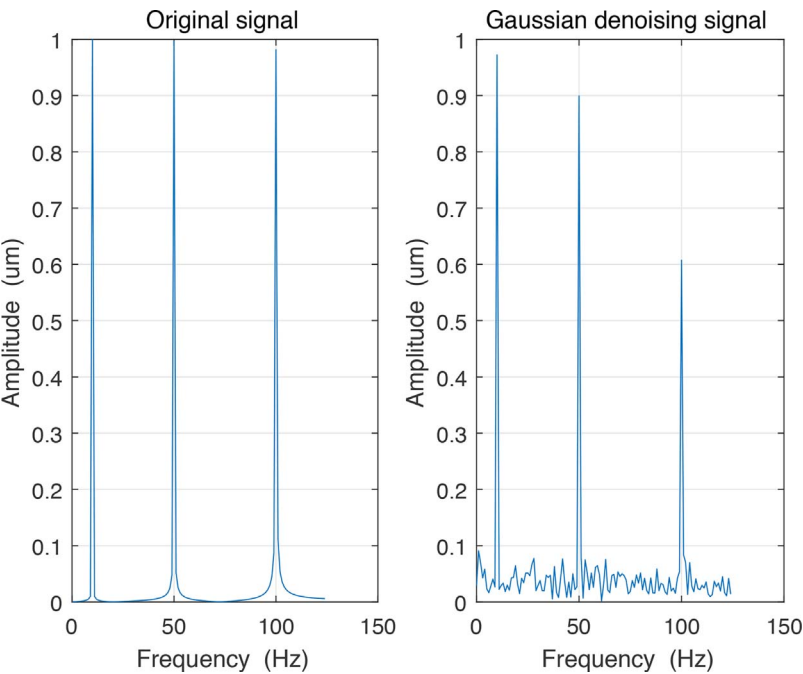 Original signal
1
0.9
0.8
0.7
0.6
0.5
0.4
0.3
0.2
0.1
0
Amplitude (um)
0 50 100 150
Frequency (Hz)
Gaussian denoising signal
1
0.9
0.8
0.7
0.6
0.5
0.4
0.3
0.2
0.1
0
Amplitude (um)
0 50 100 150
Frequency (Hz)